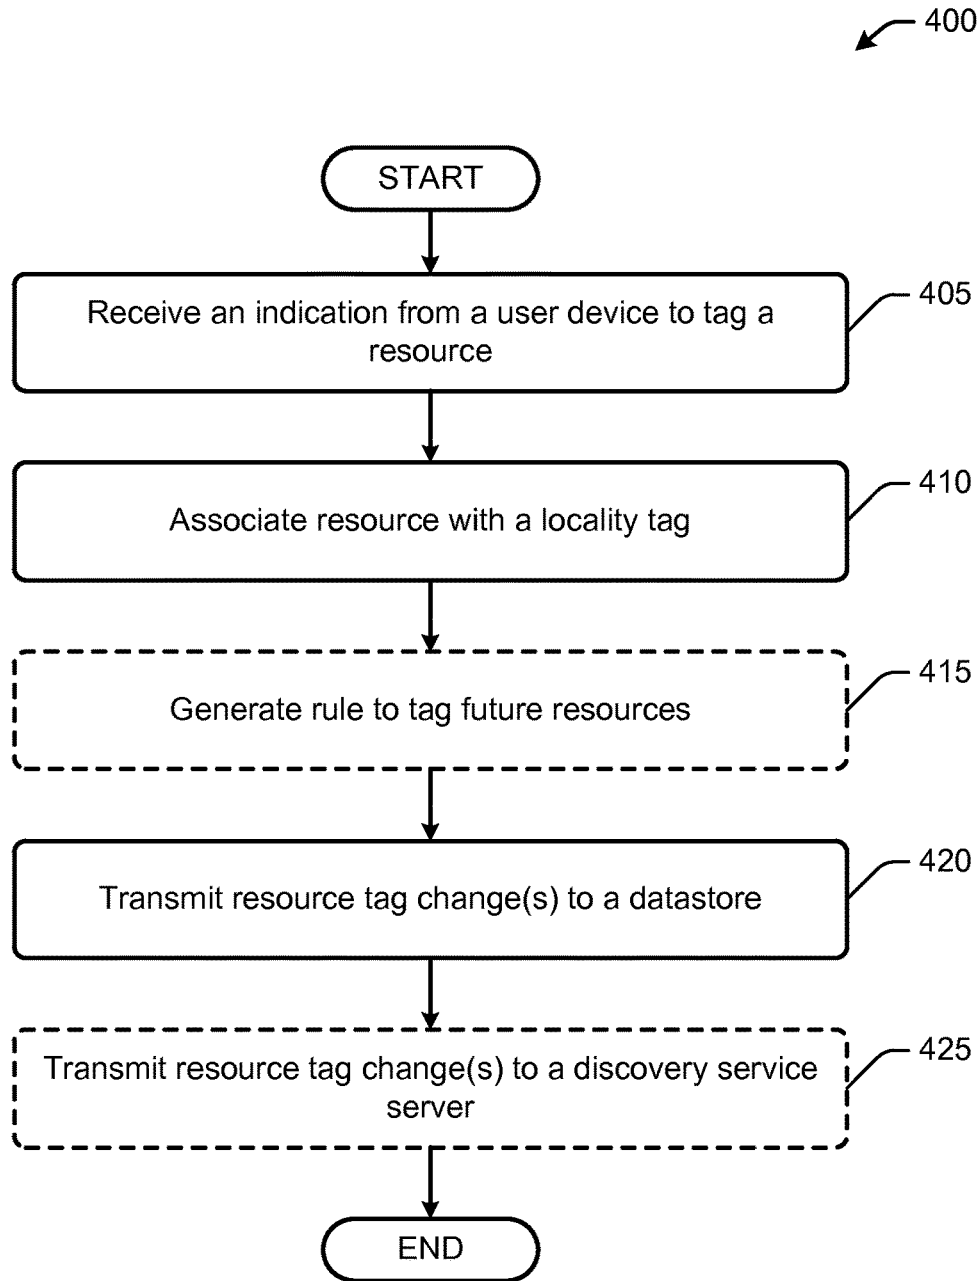 400
START
Receive an indication from a user device to tag a
resource
405
Associate resource with a locality tag
410
Generate rule to tag future resources
415
Transmit resource tag change(s) to a datastore
420
Transmit resource tag change(s) to a discovery service
server
425
END